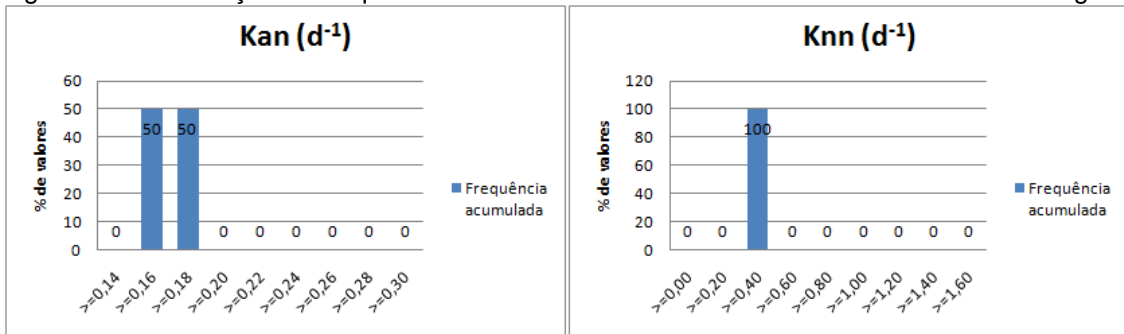 Kan (d⁻¹)
% de valores
60
50
40
30
20
10
0
0 50 50 0 0 0 0 0 0
>=0,14 >=0,16 >=0,18 >=0,20 >=0,22 >=0,24 >=0,26 >=0,28 >=0,30
Frequência
acumulada
Knn (d⁻¹)
% de valores
120
100
80
60
40
20
0
0 0 100 0 0 0 0 0 0
>=0,00 >=0,20 >=0,40 >=0,60 >=0,80 >=1,00 >=1,20 >=1,40 >=1,60
Frequência
acumulada